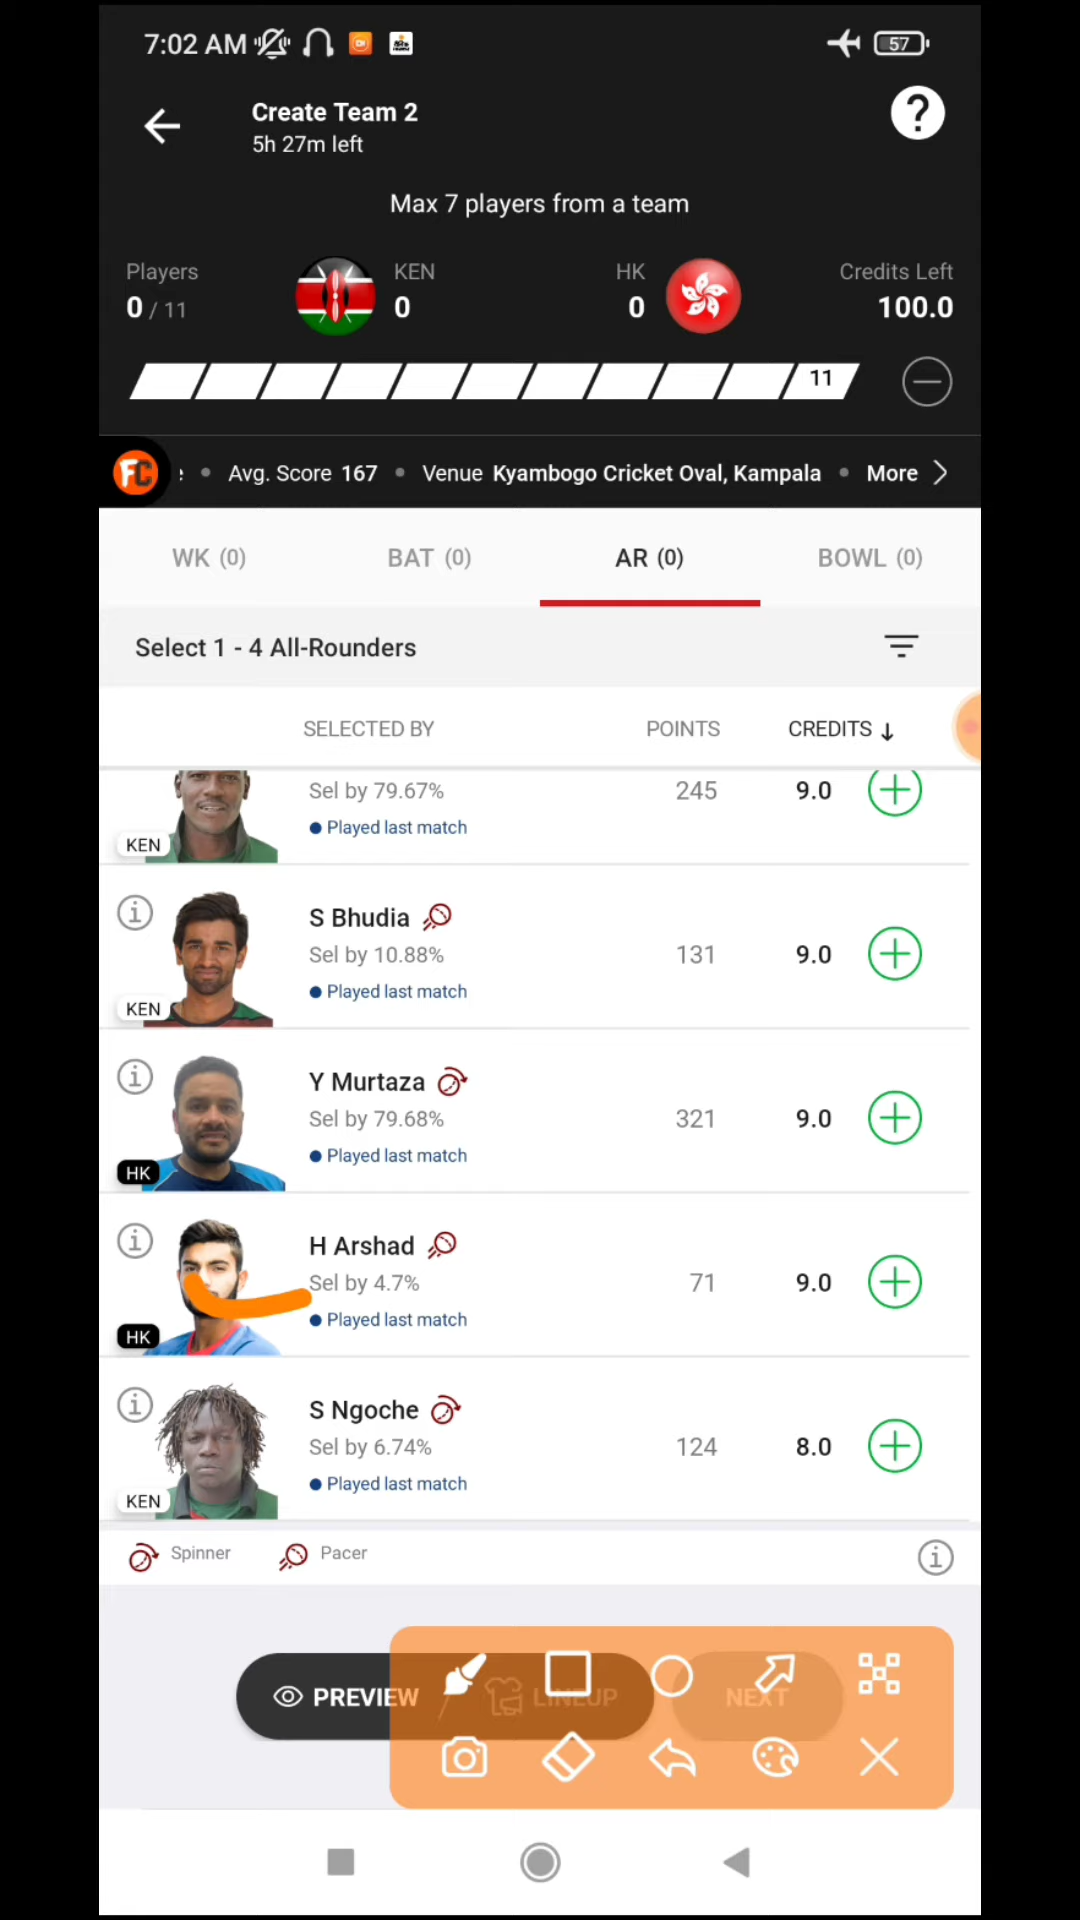 7:02 AM
57
Create Team 2
5h 27m left
?
Max 7 players from a team
Players
0 / 11
KEN
0
HK
0
Credits Left
100.0
11
FC
Avg. Score 167 • Venue Kyambogo Cricket Oval, Kampala • More
WK (0)
BAT (0)
AR (0)
BOWL (0)
Select 1 - 4 All-Rounders
SELECTED BY
POINTS
CREDITS ↓
Sel by 79.67%
245
9.0
Played last match
KEN
S Bhudia
Sel by 10.88%
131
9.0
Played last match
KEN
Y Murtaza
Sel by 79.68%
321
9.0
Played last match
HK
H Arshad
Sel by 4.7%
71
9.0
Played last match
HK
S Ngoche
Sel by 6.74%
124
8.0
Played last match
KEN
Spinner
Pacer
PREVIEW
LINEUP
NEXT